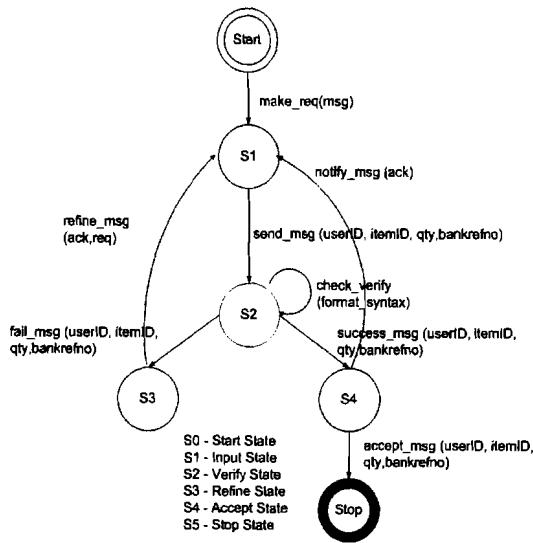 Start
make_req(msg)
S1
notify_msg (ack)
refine_msg
(ack,req)
send_msg (userID, itemID, qty,bankrefno)
check_verify
(format_syntax)
S2
fail_msg (userID, itemID,
qty,bankrefno)
success_msg (userID, itemID,
qty,bankrefno)
S3
S4
S0 - Start State
S1 - Input State
S2 - Verify State
S3 - Refine State
S4 - Accept State
S5 - Stop State
accept_msg (userID, itemID,
qty,bankrefno)
Stop